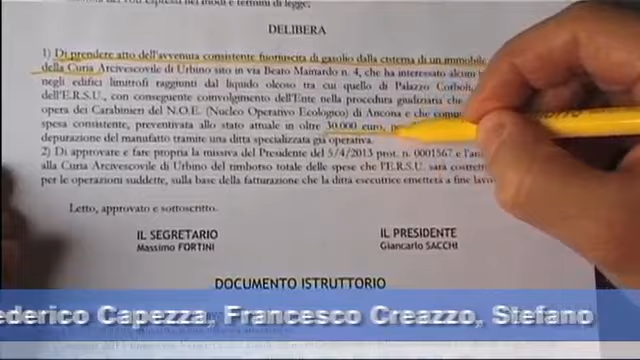 nei modi e termini di legge;
DELIBERA
1) Di prendere atto dell'avvenuta consistente fuoriuscita di gasolio dalla cisterna di un immobile
della Curia Arcivescovile di Urbino sito in via Beato Mainardo n. 4, che ha interessato alcuni
negli edifici limitrofi raggiunti dal liquido oleoso tra cui quello di Palazzo Corboli,
dell'E.R.S.U., con conseguente coinvolgimento dell'Ente nella procedura giudiziaria che
opera dei Carabinieri del N.O.E. (Nucleo Operativo Ecologico) di Ancona e che
spesa consistente, preventivata allo stato attuale in oltre 30.000 euro,
depurazione del manufatto tramite una ditta specializzata già operativa.
2) Di approvare e fare propria la missiva del Presidente del 5/4/2013 prot. n. 0001567 e
alla Curia Arcivescovile di Urbino del rimborso totale delle spese che l'E.R.S.U. sarà
per le operazioni suddette, sulla base della fatturazione che la ditta esecutrice emetterà a fine
Letto, approvato e sottoscritto.
IL SEGRETARIO IL PRESIDENTE
Massimo FORTINI Giancarlo SACCHI
DOCUMENTO ISTRUTTORIO
ederico Capezza, Francesco Creazzo, Stefano